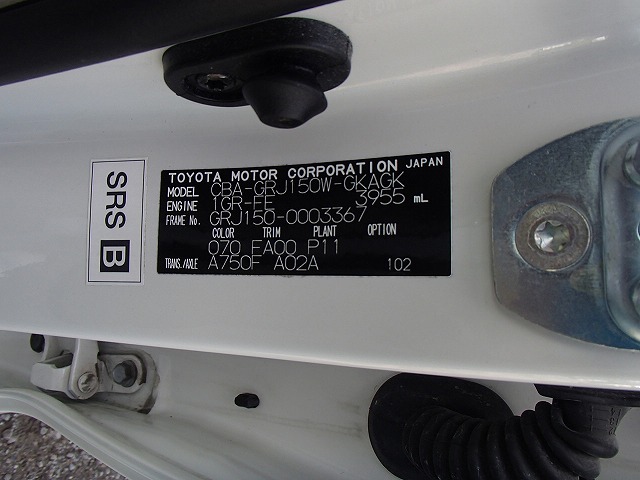 TOYOTA MOTOR CORPORATION JAPAN
MODEL CBA-GRJ150W-GKAGK
ENGINE 1GR-FE 3955 mL
FRAME No. GRJ150-0003367
COLOR TRIM PLANT OPTION
070 FA00 P11
TRANS./AXLE A750F A02A 102
SRS B